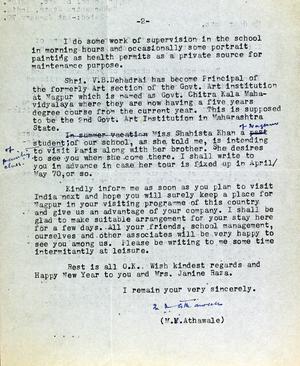 -2-
I do some work of supervision in the school
in morning hours and occasionally some portrait
painting as health permits as a private source for
maintenance purpose.
Shri. V.B.Dehadrai has become Principal of
the formerly Art section of the Govt. Art institution
at Nagpur which is named as Govt. Chitra Kala Maha-
vidyalaya where they are now having a five years
degree course from the current year. This is supposed
to be the 2nd Govt. Art Institution in Maharashtra
State.
In summer vacation Miss Shahista Khan a past
student of our school, as she told me, is intending
to visit Paris along with her brother. She desires
to see you when she come there. I shall write to
you in advance in case her tour is fixed up in April/
May 70,or so.
Kindly inform me as soon as you plan to visit
India next and hope you will surely keep a place for
Nagpur in your visiting programme of this country
and give us an advantage of your company. I shall be
glad to make suitable arrangement for your stay here
for a few days. All your friends, school management,
ourselves and other associates will be very happy to
see you among us. Please be writing to me some time
intermittantly at leisure.
Rest is all O.K.. Wish kindest regards and
Happy New Year to you and Mrs. Janine Raza.
I remain your very sincerely.
(N.M.Athawale)